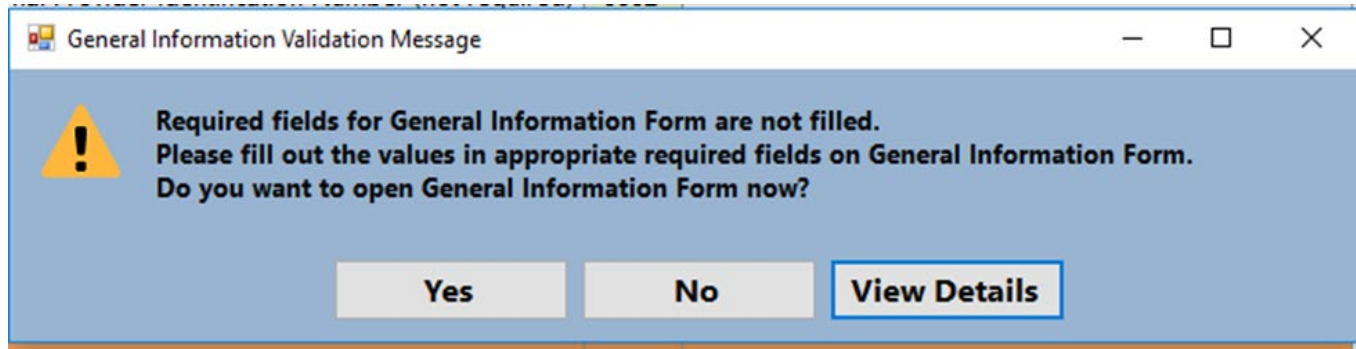 (not required)
General Information Validation Message
Required fields for General Information Form are not filled.
Please fill out the values in appropriate required fields on General Information Form.
Do you want to open General Information Form now?
Yes
No
View Details